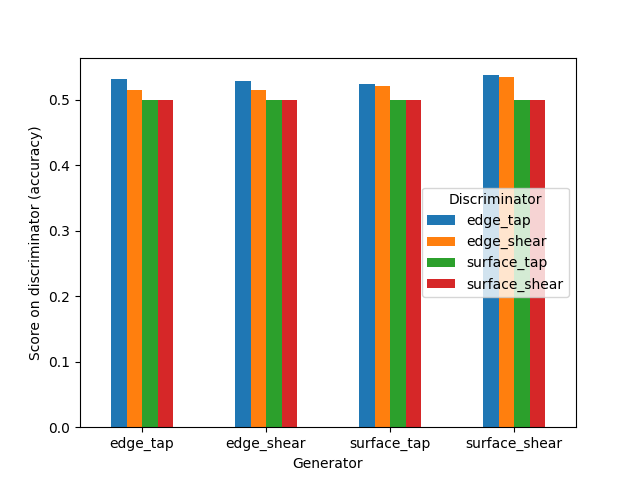 0.5
0.4
0.3
0.2
0.1
0.0
Score on discriminator (accuracy)
Discriminator
edge_tap
edge_shear
surface_tap
surface_shear
edge_tap edge_shear surface_tap surface_shear
Generator